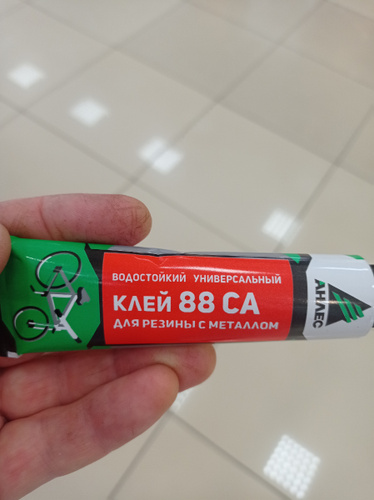 ВОДОСТОЙКИЙ УНИВЕРСАЛЬНЫЙ
КЛЕЙ 88 СА
ДЛЯ РЕЗИНЫ С МЕТАЛЛОМ
АНЛЕС